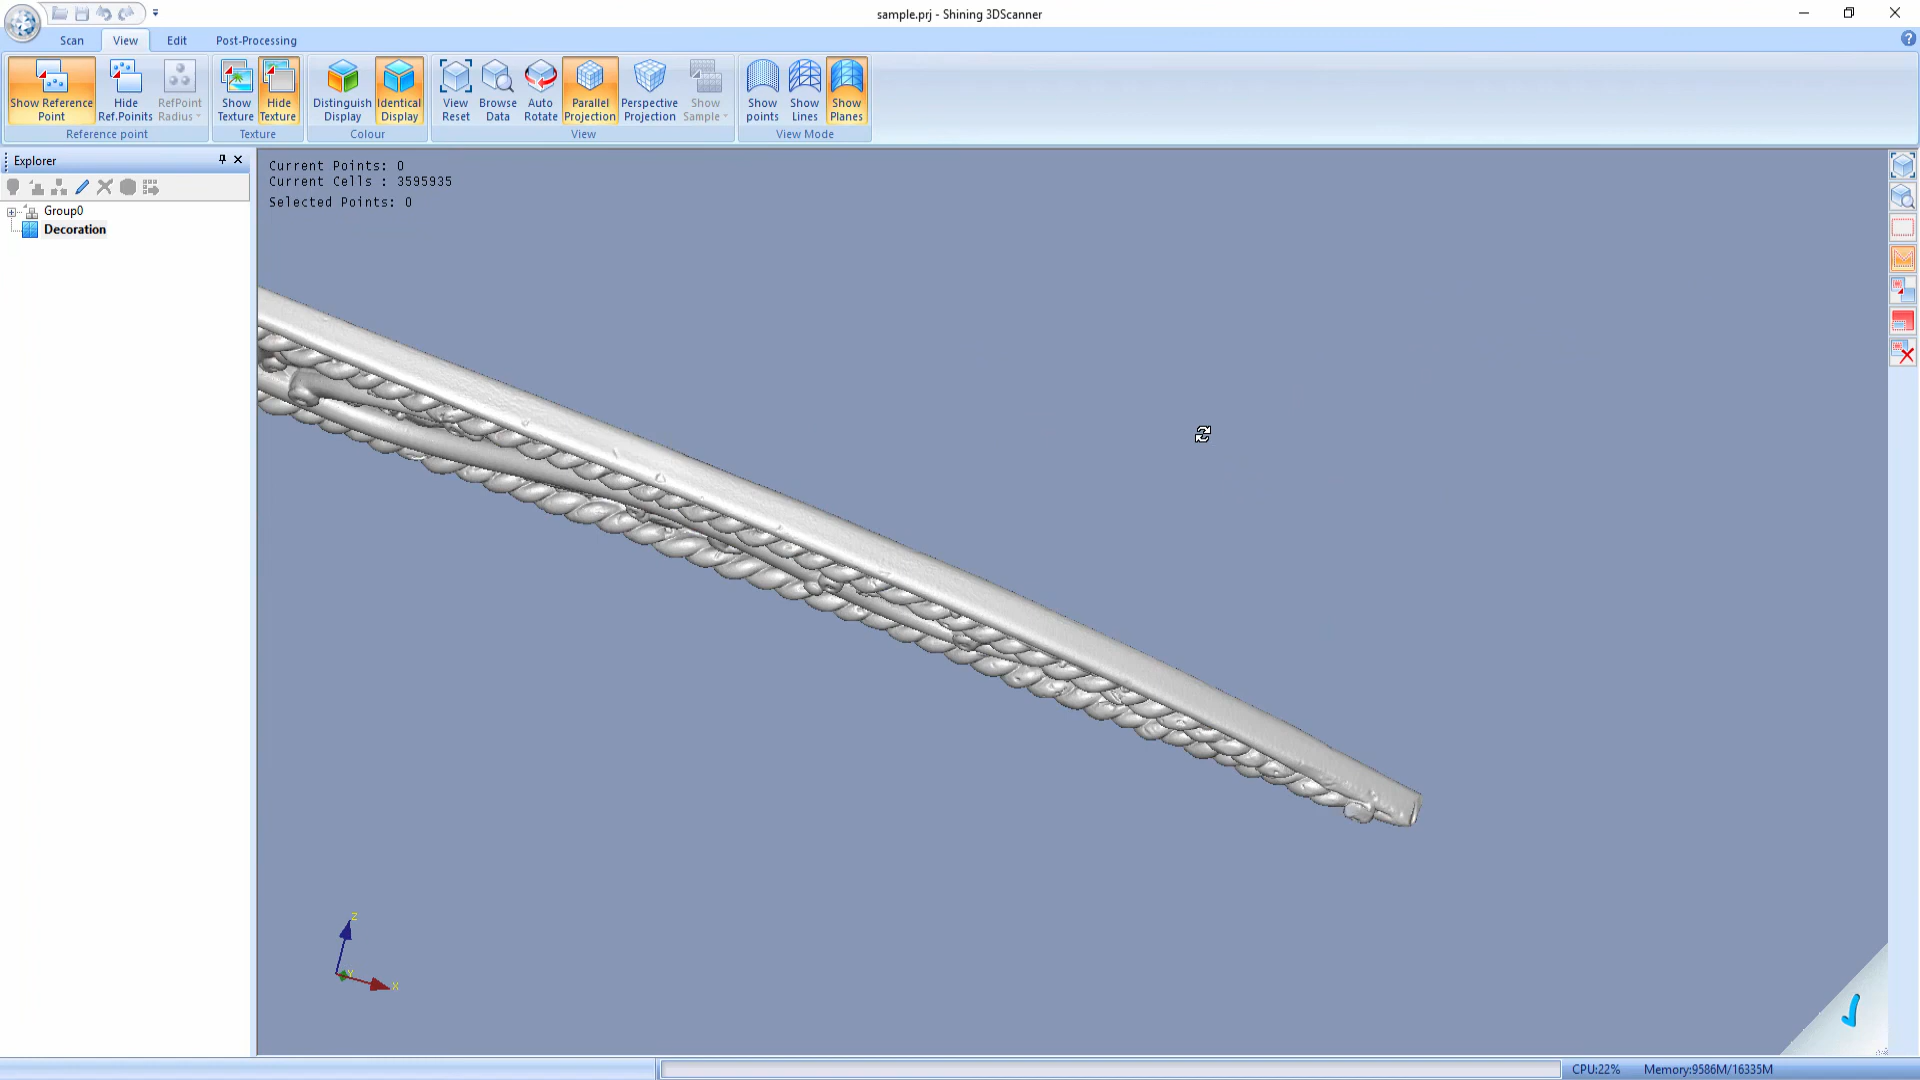 sample.prj - Shining 3DScanner
Scan View Edit Post-Processing
Show Reference Point
Hide Ref.Points
RefPoint Radius
Reference point
Show Texture
Hide Texture
Texture
Distinguish Display
Identical Display
Colour
View Reset
Browse Data
Auto Rotate
Parallel Projection
Perspective Projection
Show Sample
View
Show points
Show Lines
Show Planes
View Mode
Explorer
Group0
Decoration
Current Points: 0
Current Cells : 3595935
Selected Points: 0
Z
Y
X
CPU:22% Memory:9586M/16335M